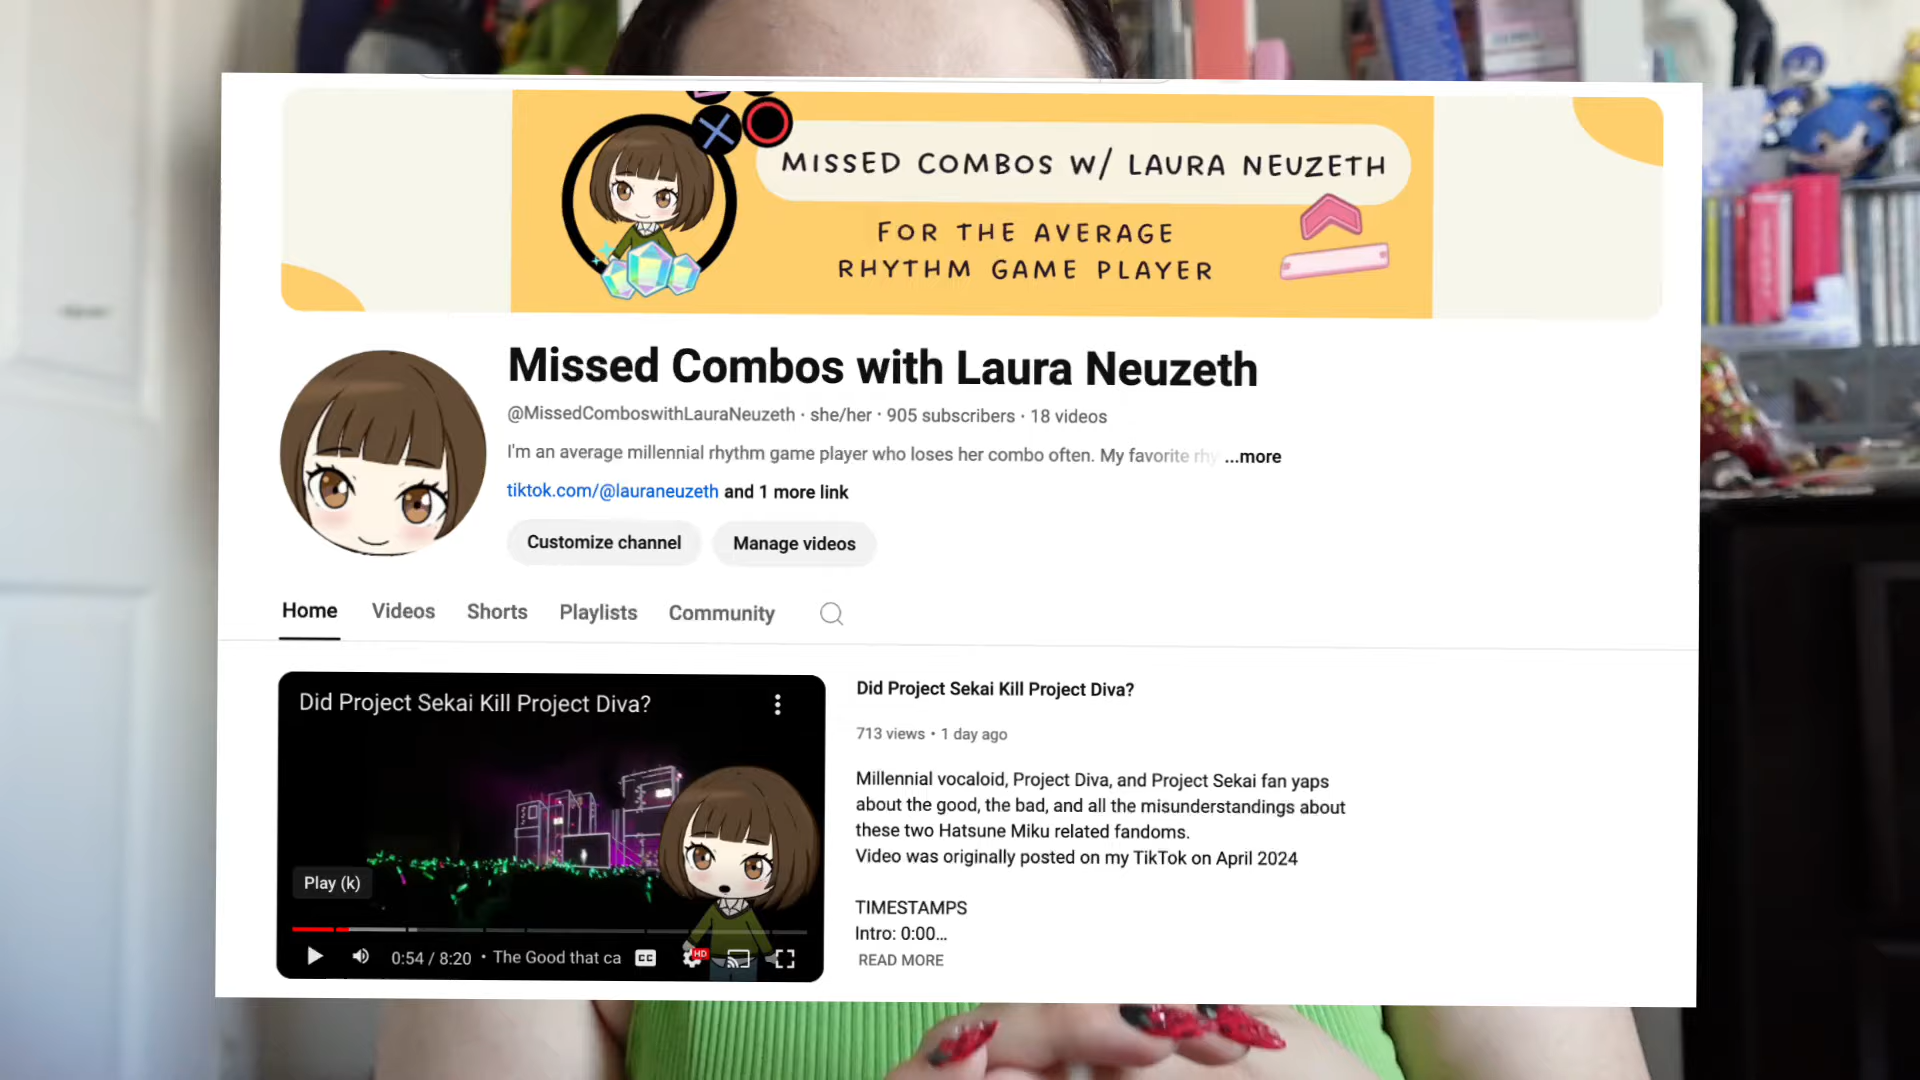 MISSED COMBOS W/ LAURA NEUZETH
FOR THE AVERAGE
RHYTHM GAME PLAYER
Missed Combos with Laura Neuzeth
@MissedComboswithLauraNeuzeth · she/her · 905 subscribers · 18 videos
I'm an average millennial rhythm game player who loses her combo often. My favorite rhy ...more
tiktok.com/@lauraneuzeth and 1 more link
Customize channel Manage videos
Home Videos Shorts Playlists Community
Did Project Sekai Kill Project Diva?
Play (k)
0:54 / 8:20 • The Good that ca CC HD
Did Project Sekai Kill Project Diva?
713 views • 1 day ago
Millennial vocaloid, Project Diva, and Project Sekai fan yaps
about the good, the bad, and all the misunderstandings about
these two Hatsune Miku related fandoms.
Video was originally posted on my TikTok on April 2024
TIMESTAMPS
Intro: 0:00...
READ MORE